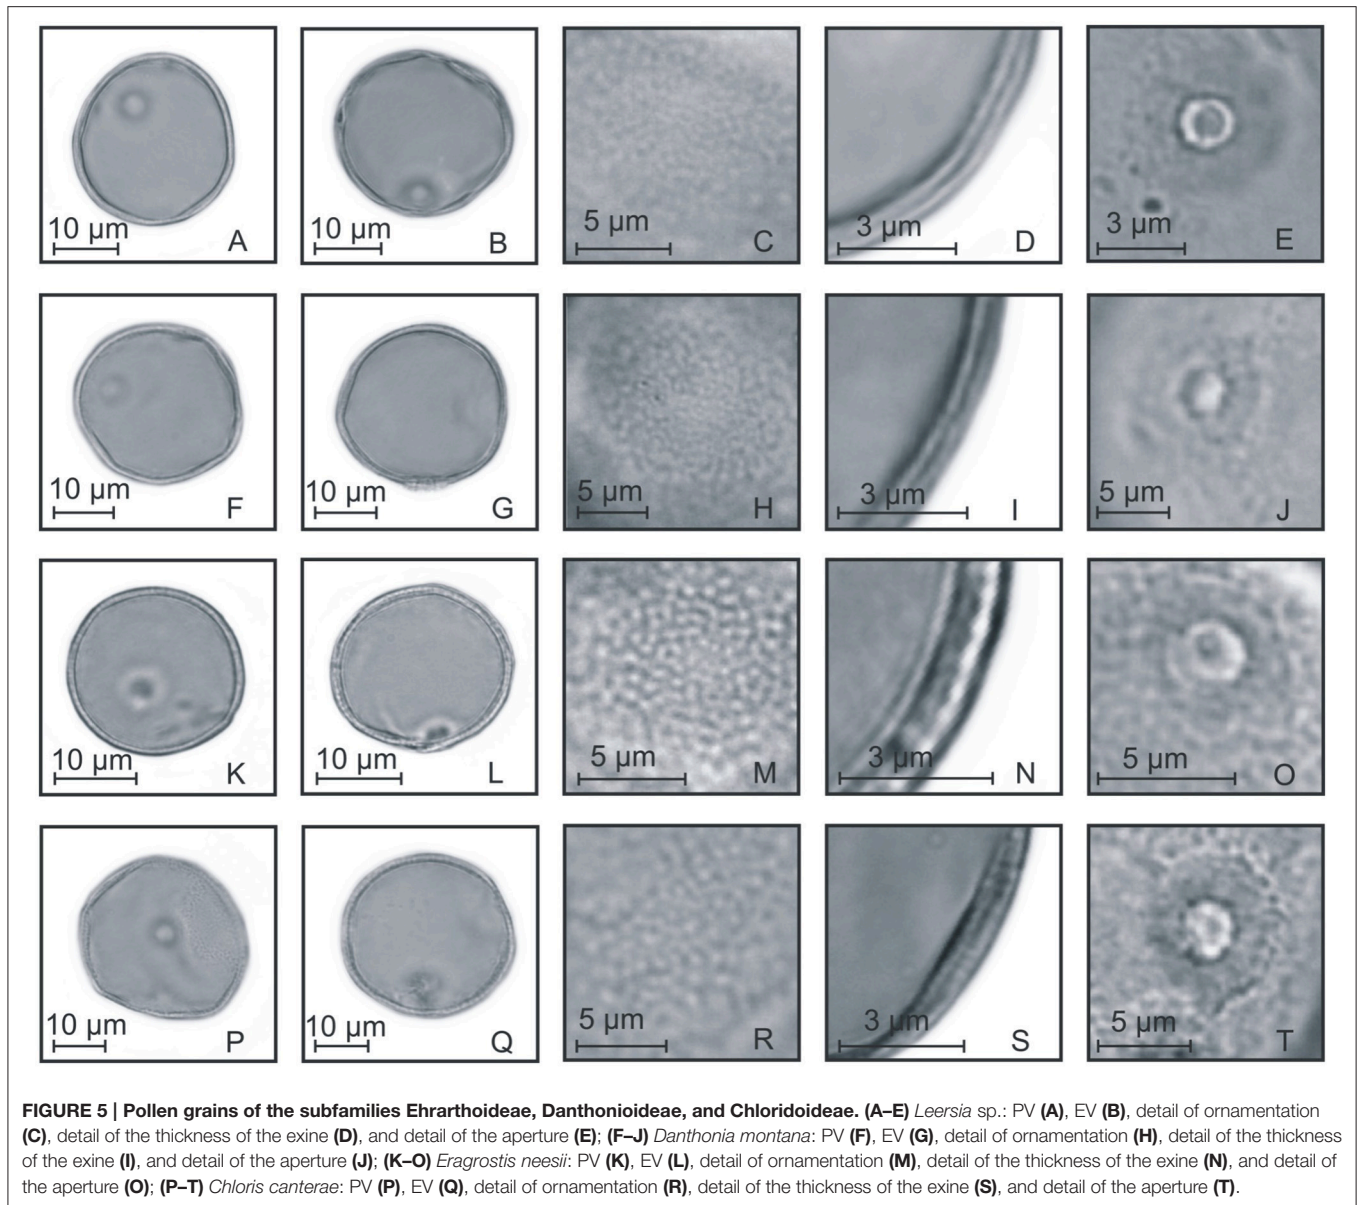 10 µm A
10 µm B
5 µm C
3 µm D
3 µm E
10 µm F
10 µm G
5 µm H
3 µm I
5 µm J
10 µm K
10 µm L
5 µm M
3 µm N
5 µm O
10 µm P
10 µm Q
5 µm R
3 µm S
5 µm T
FIGURE 5 | Pollen grains of the subfamilies Ehrarthoideae, Danthonioideae, and Chloridoideae. (A–E) Leersia sp.: PV (A), EV (B), detail of ornamentation
(C), detail of the thickness of the exine (D), and detail of the aperture (E); (F–J) Danthonia montana: PV (F), EV (G), detail of ornamentation (H), detail of the thickness
of the exine (I), and detail of the aperture (J); (K–O) Eragrostis neesii: PV (K), EV (L), detail of ornamentation (M), detail of the thickness of the exine (N), and detail of
the aperture (O); (P–T) Chloris canterae: PV (P), EV (Q), detail of ornamentation (R), detail of the thickness of the exine (S), and detail of the aperture (T).